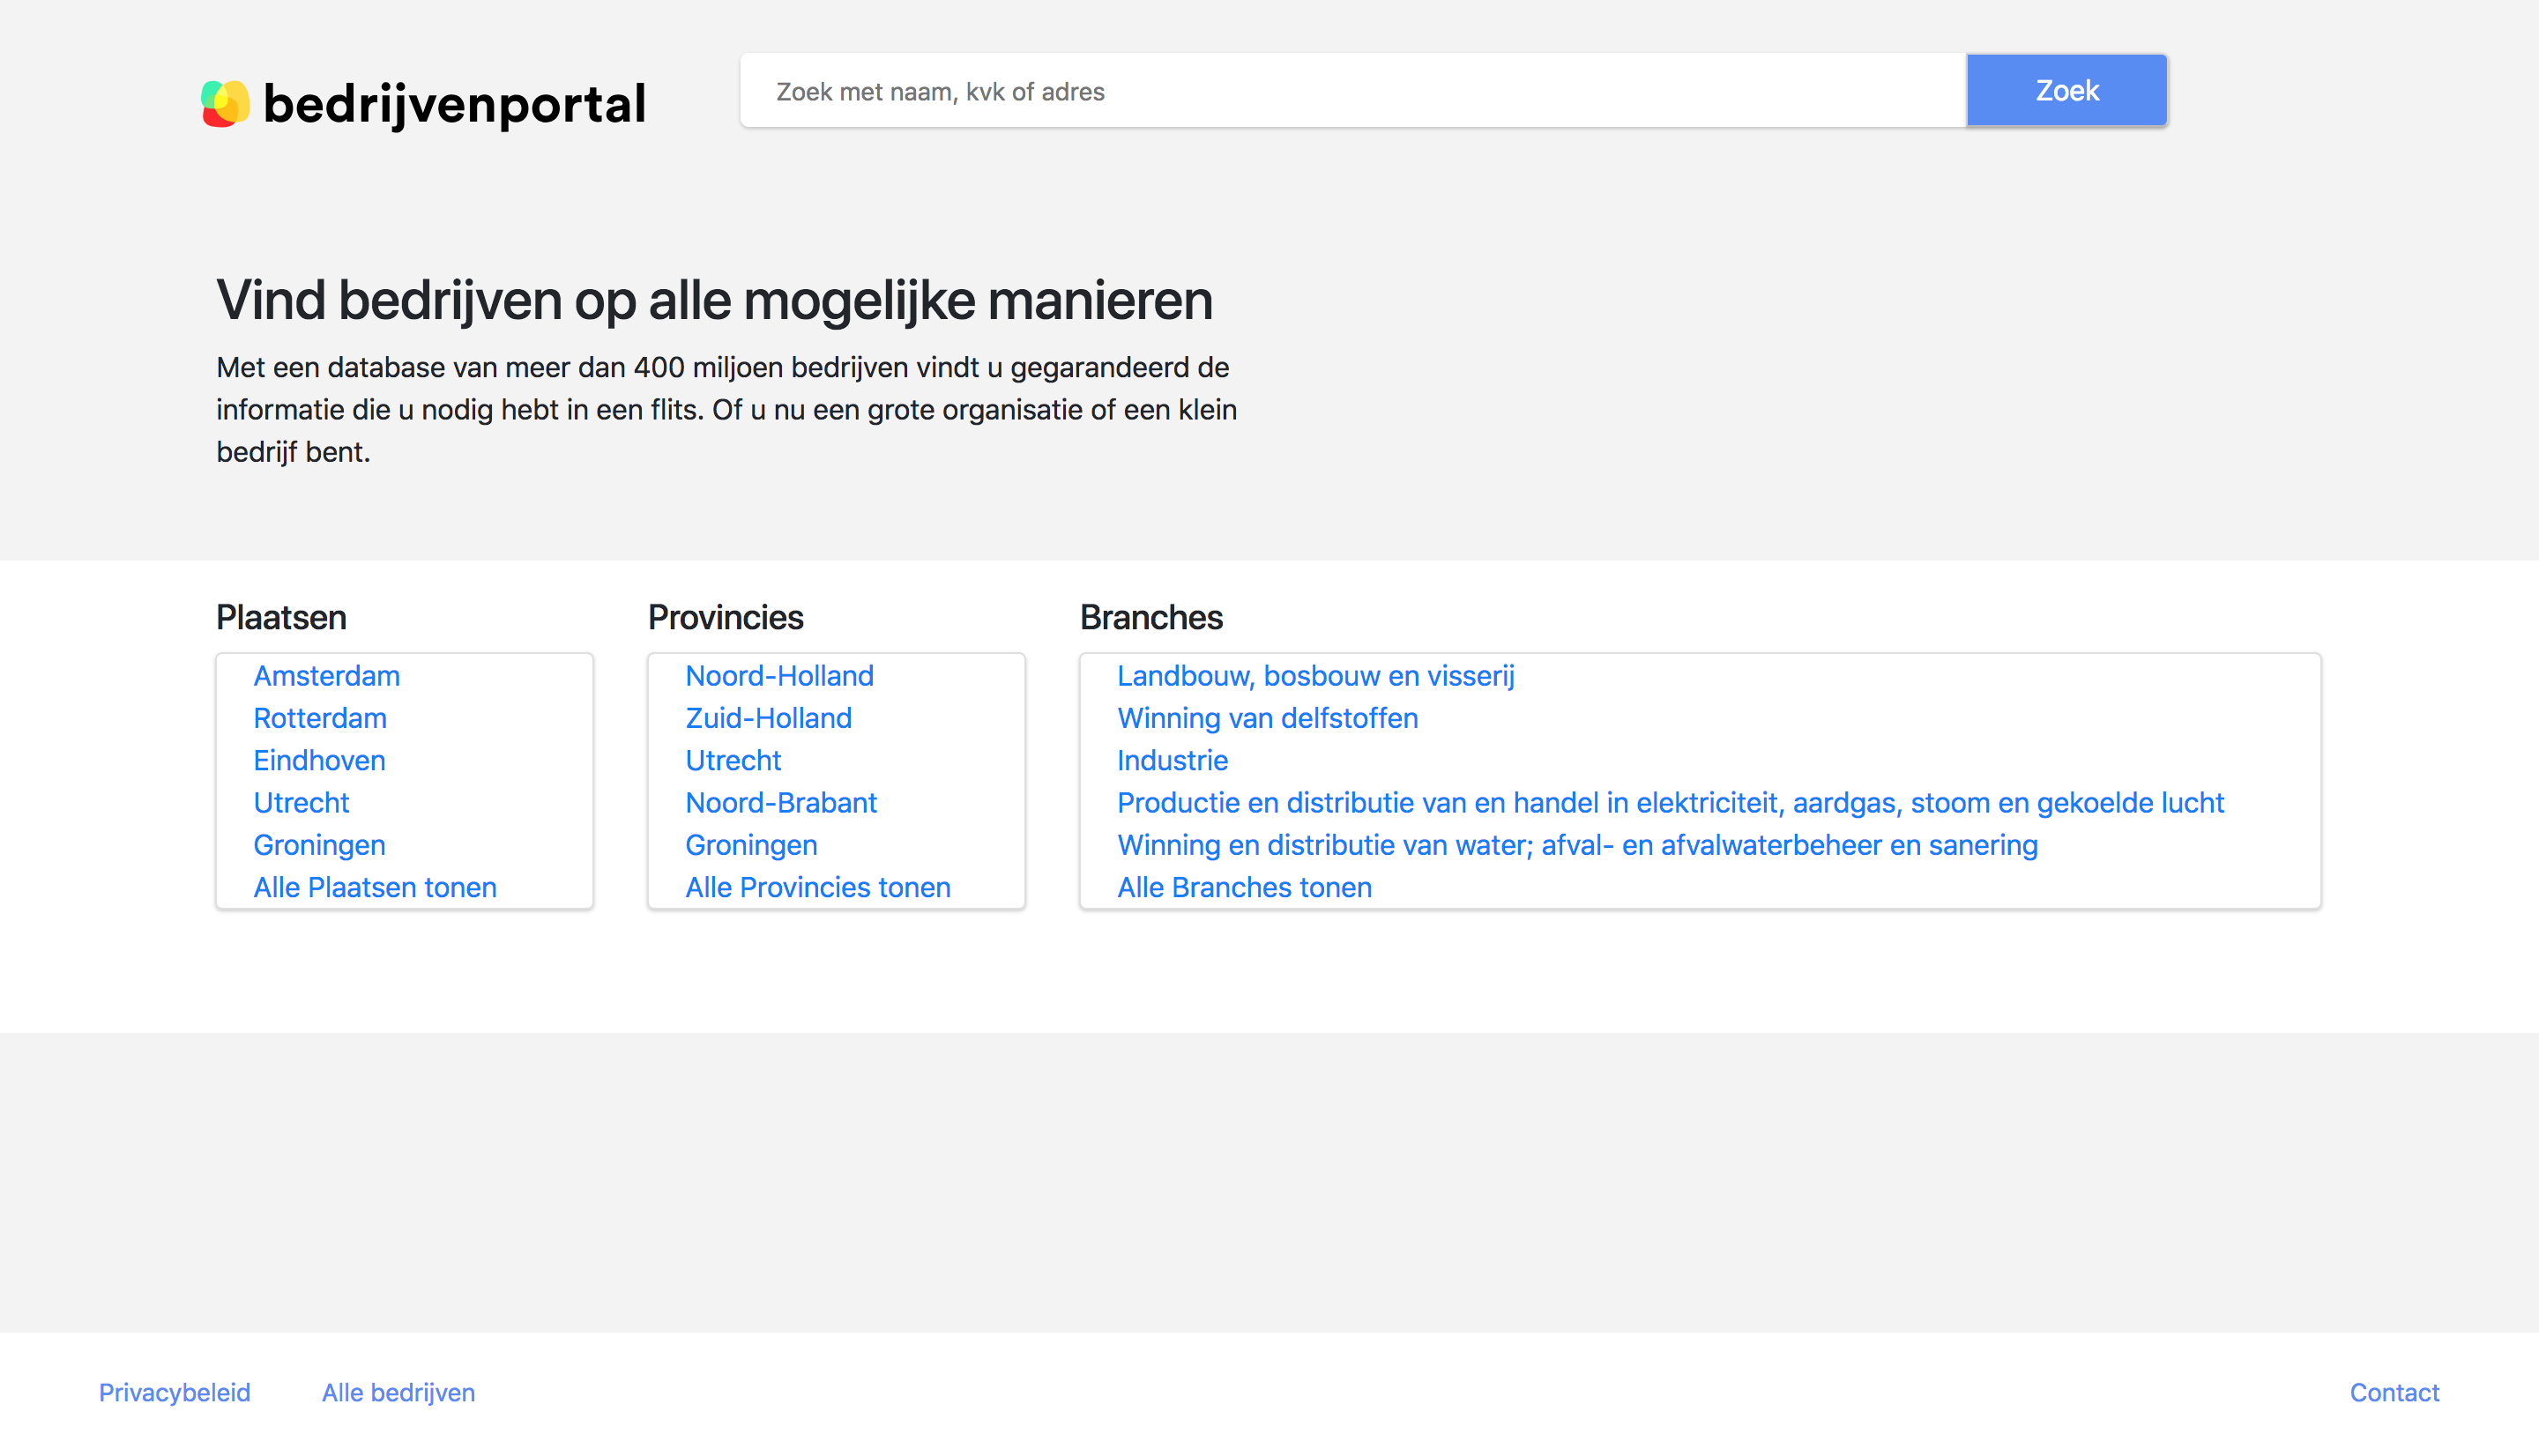 bedrijvenportal
Zoek met naam, kvk of adres
Zoek
Vind bedrijven op alle mogelijke manieren
Met een database van meer dan 400 miljoen bedrijven vindt u gegarandeerd de
informatie die u nodig hebt in een flits. Of u nu een grote organisatie of een klein
bedrijf bent.
Plaatsen
Amsterdam
Rotterdam
Eindhoven
Utrecht
Groningen
Alle Plaatsen tonen
Provincies
Noord-Holland
Zuid-Holland
Utrecht
Noord-Brabant
Groningen
Alle Provincies tonen
Branches
Landbouw, bosbouw en visserij
Winning van delfstoffen
Industrie
Productie en distributie van en handel in elektriciteit, aardgas, stoom en gekoelde lucht
Winning en distributie van water; afval- en afvalwaterbeheer en sanering
Alle Branches tonen
Privacybeleid
Alle bedrijven
Contact